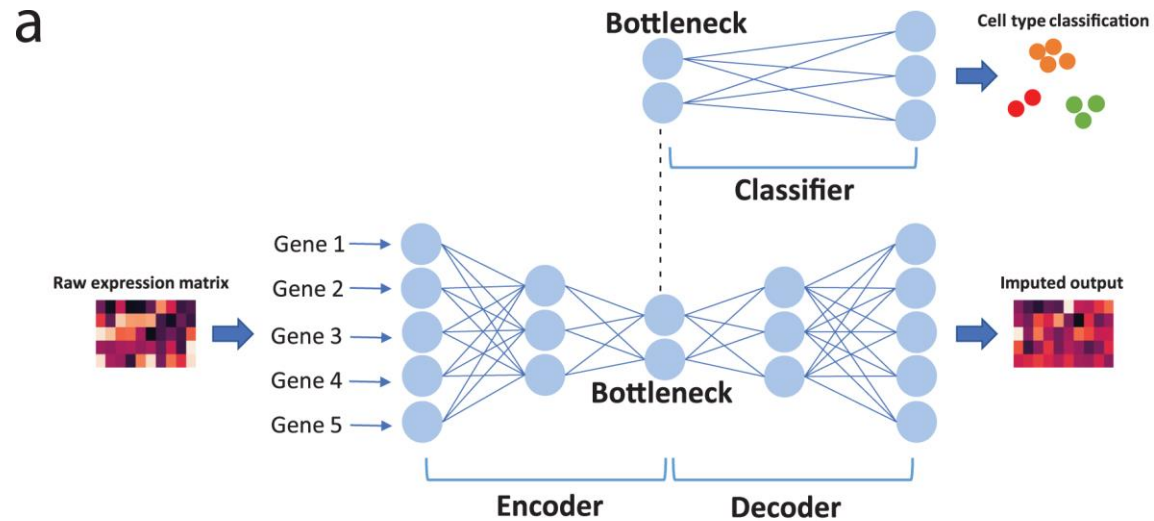 a
Bottleneck
Cell type classification
Classifier
Gene 1
Raw expression matrix
Gene 2
Imputed output
Gene 3
Gene 4
Bottleneck
Gene 5
Encoder
Decoder